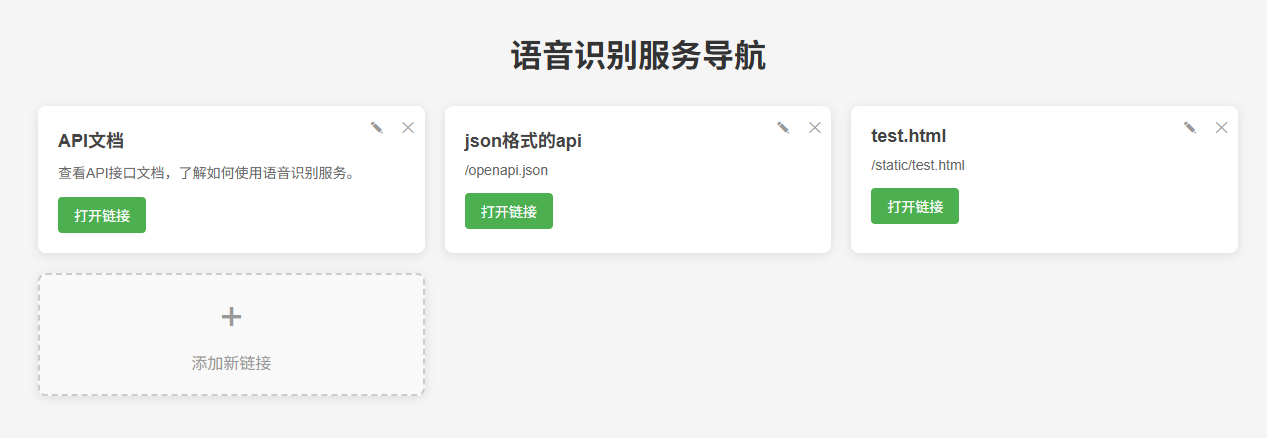 语音识别服务导航
API文档
查看API接口文档，了解如何使用语音识别服务。
打开链接
json格式的api
/openapi.json
打开链接
test.html
/static/test.html
打开链接
添加新链接